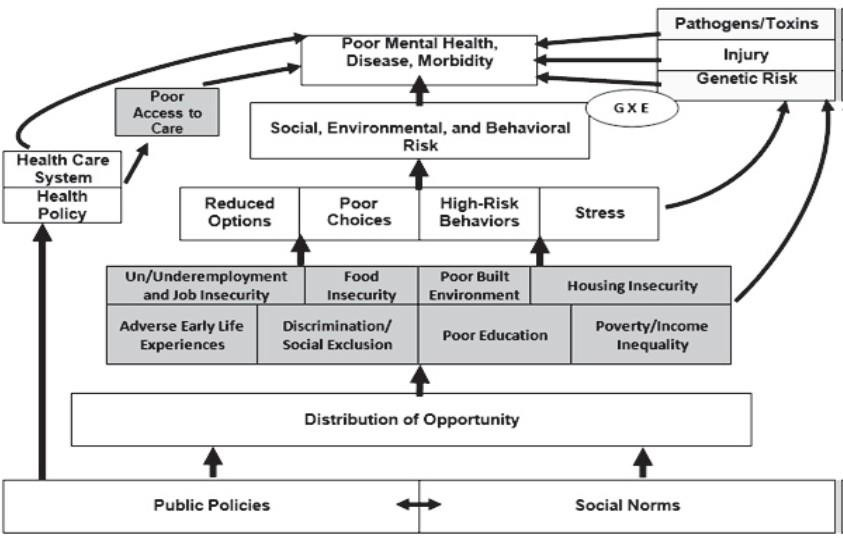 Pathogens/Toxins
Injury
Genetic Risk
Poor Mental Health,
Disease, Morbidity
G X E
Poor
Access to
Care
Social, Environmental, and Behavioral
Risk
Health Care
System
Health
Policy
Reduced
Options
Poor
Choices
High-Risk
Behaviors
Stress
Un/Underemployment
and Job Insecurity
Food
Insecurity
Poor Built
Environment
Housing Insecurity
Adverse Early Life
Experiences
Discrimination/
Social Exclusion
Poor Education
Poverty/Income
Inequality
Distribution of Opportunity
Public Policies
Social Norms